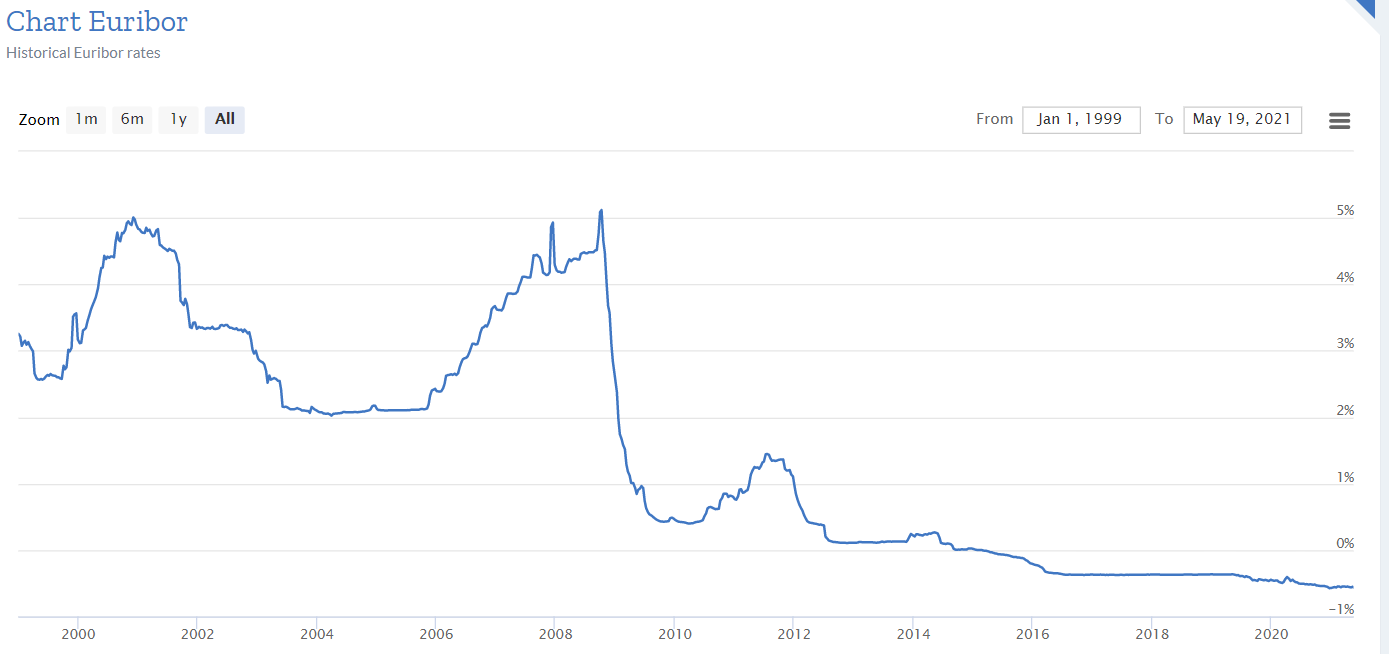 Chart Euribor
Historical Euribor rates
Zoom 1m 6m 1y All From Jan 1, 1999 To May 19, 2021
5%
4%
3%
2%
1%
0%
−1%
2000 2002 2004 2006 2008 2010 2012 2014 2016 2018 2020